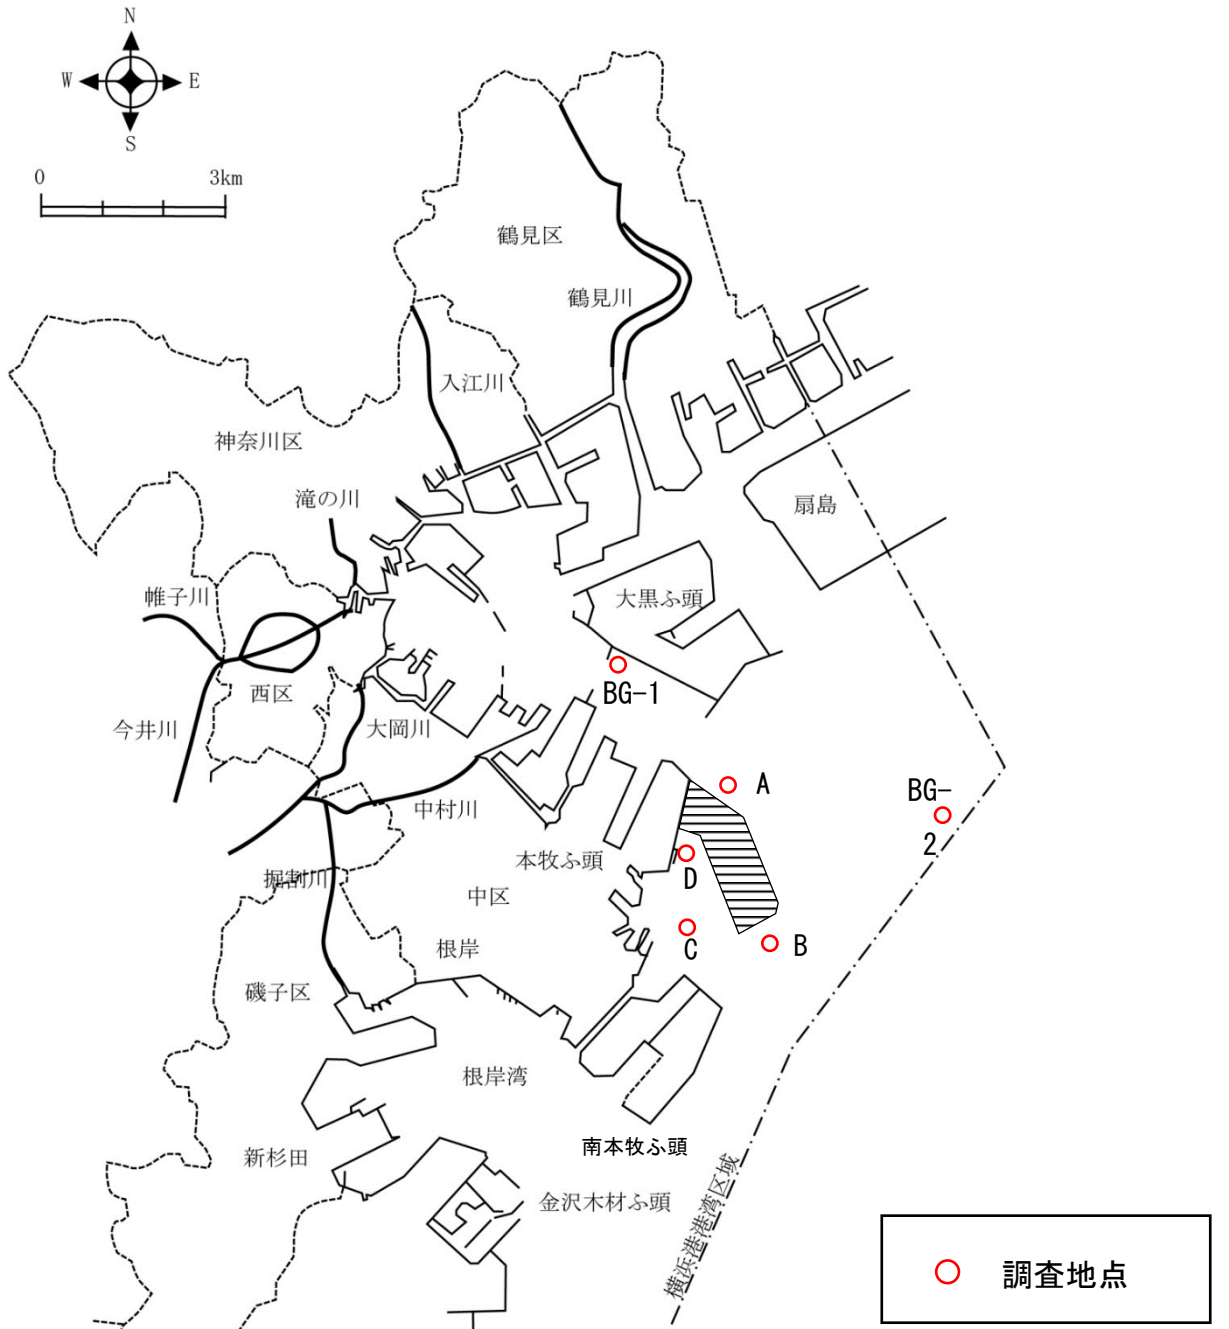 N
W E
S
0 3km
鶴見区
鶴見川
入江川
神奈川区
滝の川
扇島
帷子川
大黒ふ頭
西区
BG-1
今井川
大岡川
A
BG-
2
中村川
本牧ふ頭
D
掘割川
中区
C
B
根岸
磯子区
根岸湾
南本牧ふ頭
新杉田
金沢木材ふ頭
横浜港港湾区域
調査地点